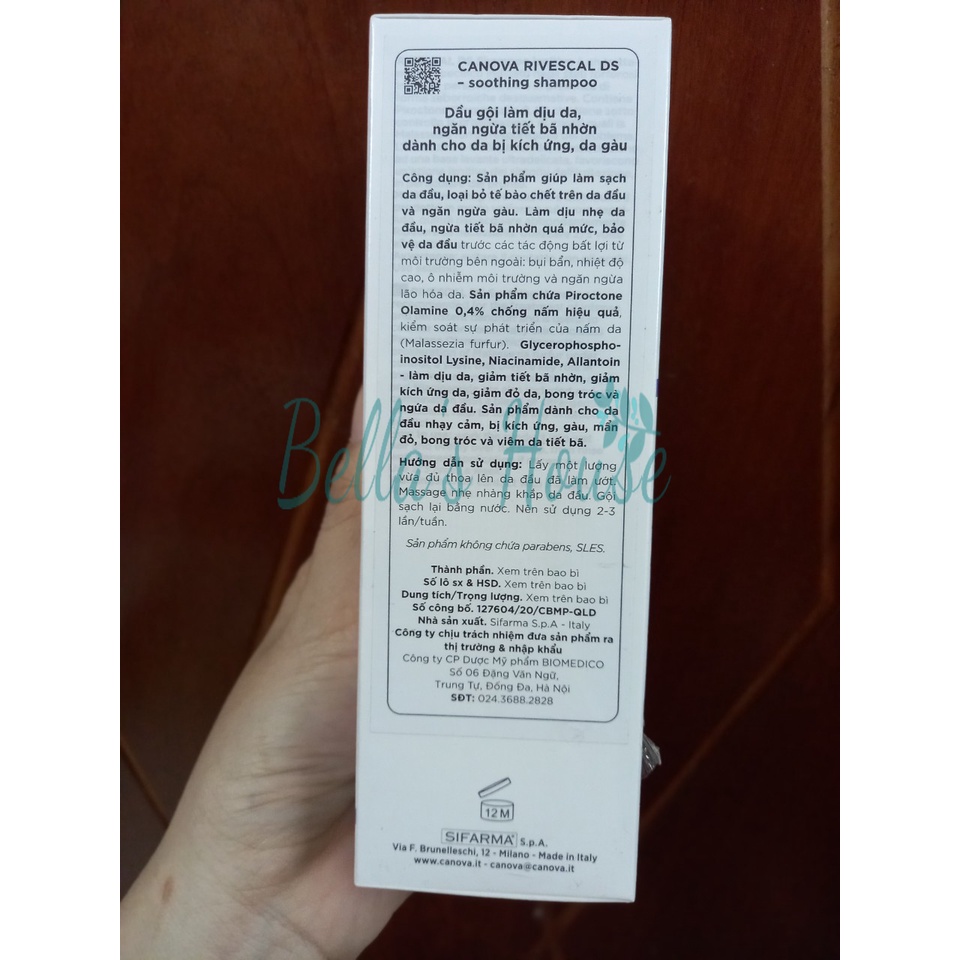 CANOVA RIVESCAL DS
– soothing shampoo
Dầu gội làm dịu da,
ngăn ngừa tiết bã nhờn
dành cho da bị kích ứng, da gàu
Công dụng: Sản phẩm giúp làm sạch
da đầu, loại bỏ tế bào chết trên da đầu
và ngăn ngừa gàu. Làm dịu nhẹ da
đầu, ngừa tiết bã nhờn quá mức, bảo
vệ da đầu trước các tác động bất lợi từ
môi trường bên ngoài: bụi bẩn, nhiệt độ
cao, ô nhiễm môi trường và ngăn ngừa
lão hóa da. Sản phẩm chứa Piroctone
Olamine 0,4% chống nấm hiệu quả,
kiểm soát sự phát triển của nấm da
(Malassezia furfur). Glycerophospho-
inositol Lysine, Niacinamide, Allantoin
- làm dịu da, giảm tiết bã nhờn, giảm
kích ứng da, giảm đỏ da, bong tróc và
ngứa da đầu. Sản phẩm dành cho da
đầu nhạy cảm, bị kích ứng, gàu, mẩn
đỏ, bong tróc và viêm da tiết bã.
Bella's House
Hướng dẫn sử dụng: Lấy một lượng
vừa đủ thoa lên da đầu đã làm ướt.
Massage nhẹ nhàng khắp da đầu. Gội
sạch lại bằng nước. Nên sử dụng 2-3
lần/tuần.
Sản phẩm không chứa parabens, SLES.
Thành phần. Xem trên bao bì
Số lô sx & HSD. Xem trên bao bì
Dung tích/Trọng lượng. Xem trên bao bì
Số công bố. 127604/20/CBMP-QLD
Nhà sản xuất. Sifarma S.p.A - Italy
Công ty chịu trách nhiệm đưa sản phẩm ra
thị trường & nhập khẩu
Công ty CP Dược Mỹ phẩm BIOMEDICO
Số 06 Đặng Văn Ngữ,
Trung Tự, Đống Đa, Hà Nội
SĐT: 024.3688.2828
12M
SIFARMA S.p.A.
Via F. Brunelleschi, 12 - Milano - Made in Italy
www.canova.it - canova@canova.it